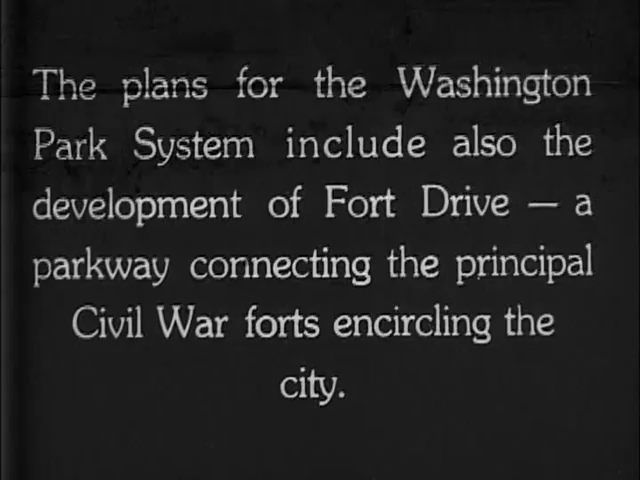 The plans for the Washington
Park System include also the
development of Fort Drive — a
parkway connecting the principal
Civil War forts encircling the
city.